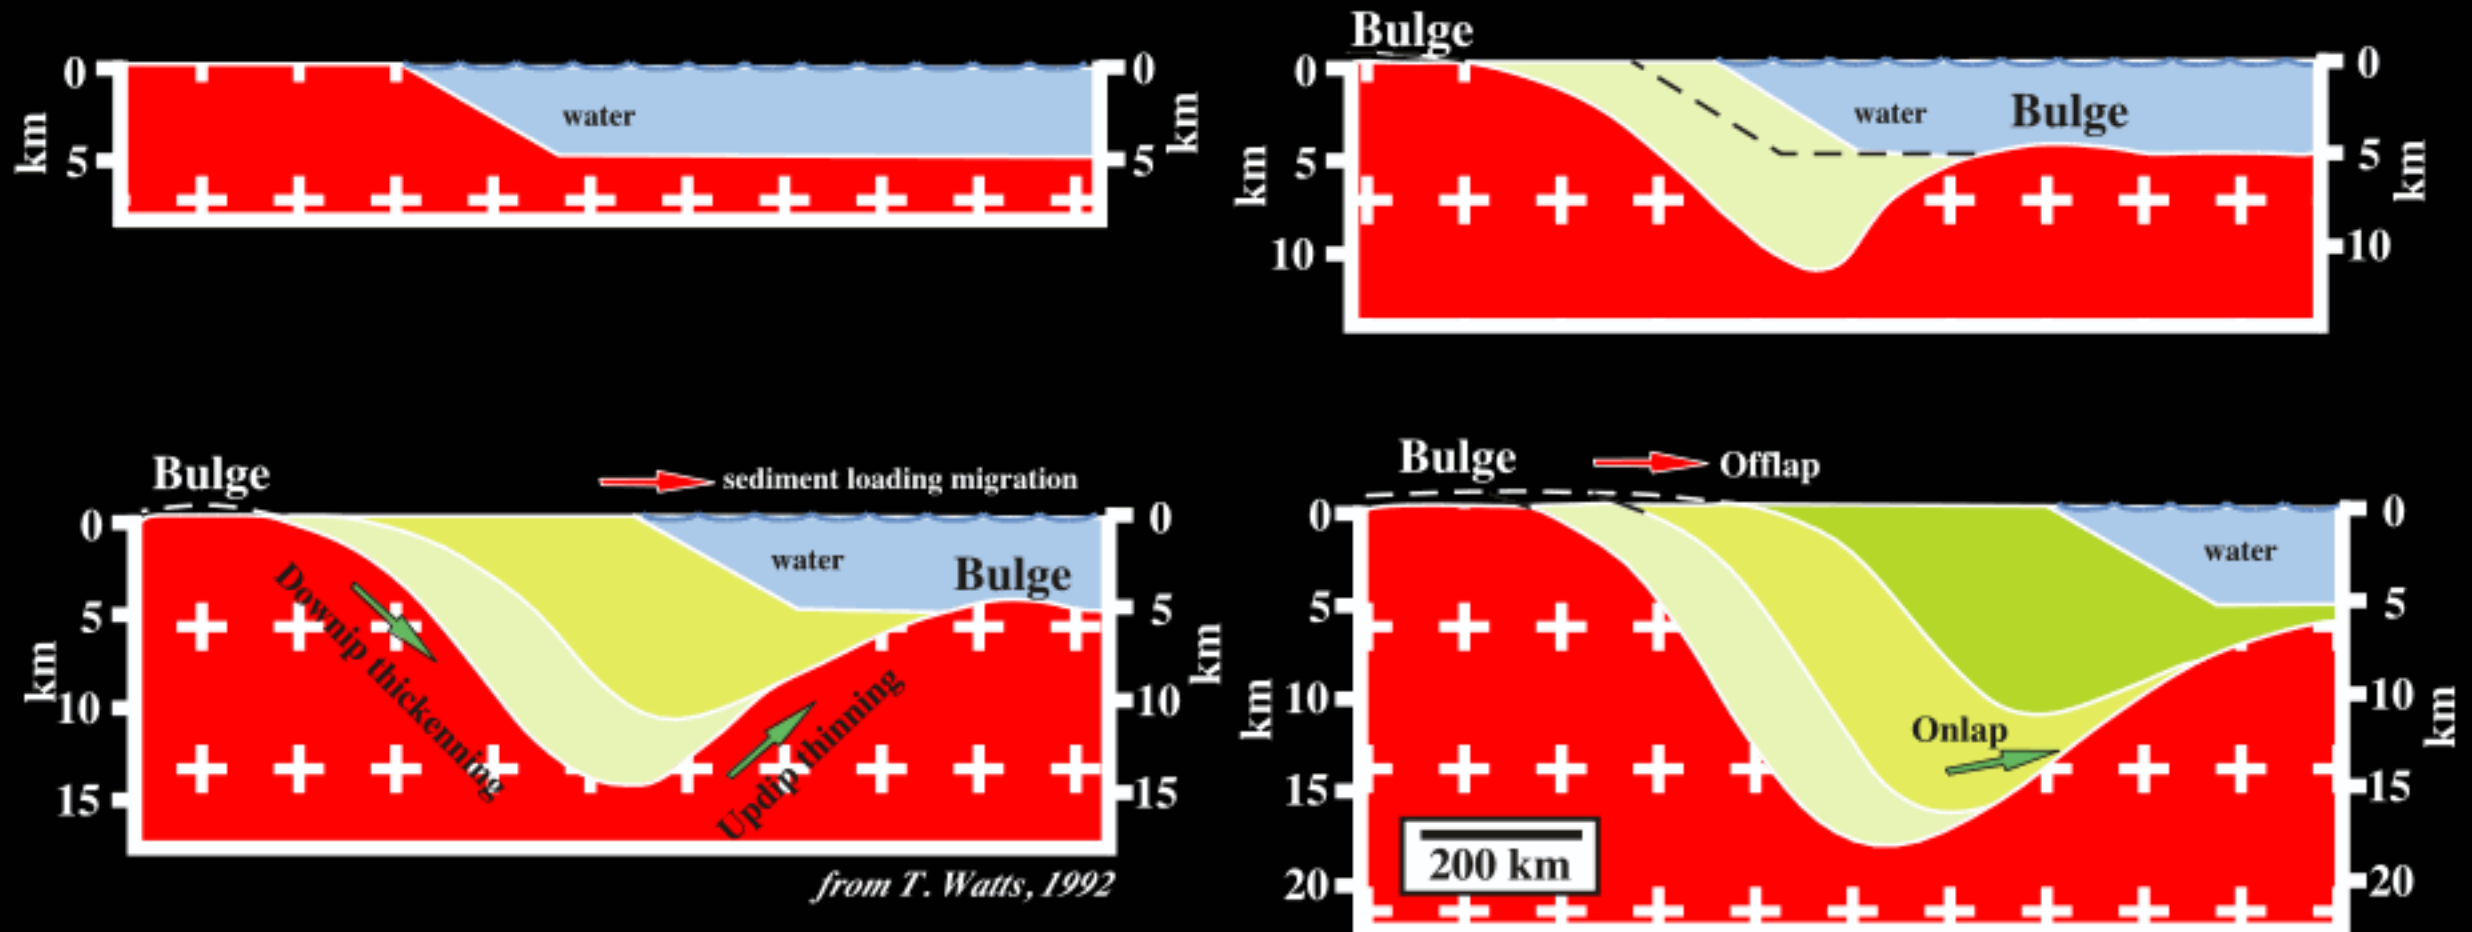 0
5
km
water
0
5
km
Bulge
0
5
10
km
water
Bulge
0
5
10
km
Bulge
sediment loading migration
0
5
10
15
km
Downip thickenning
Updip thinning
water
Bulge
0
5
10
15
km
from T. Watts, 1992
Bulge
Offlap
0
5
10
15
20
km
water
Onlap
200 km
0
5
10
15
20
km